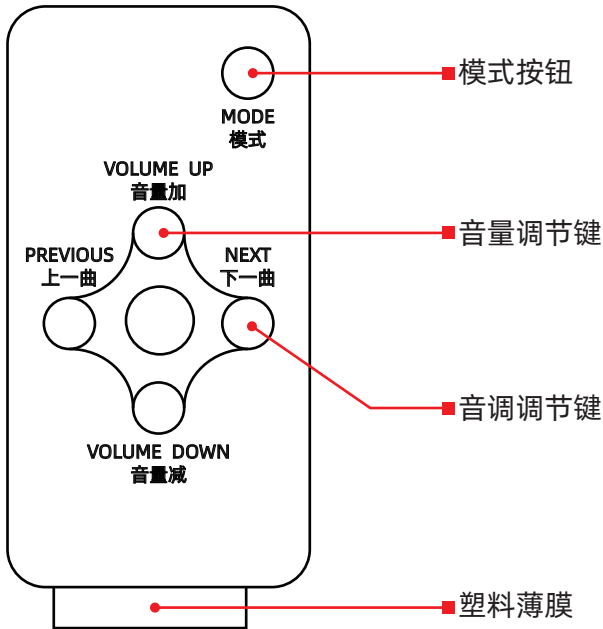 模式按钮
MODE
模式
VOLUME UP
音量加
音量调节键
PREVIOUS
上一曲
NEXT
下一曲
音调调节键
VOLUME DOWN
音量减
塑料薄膜